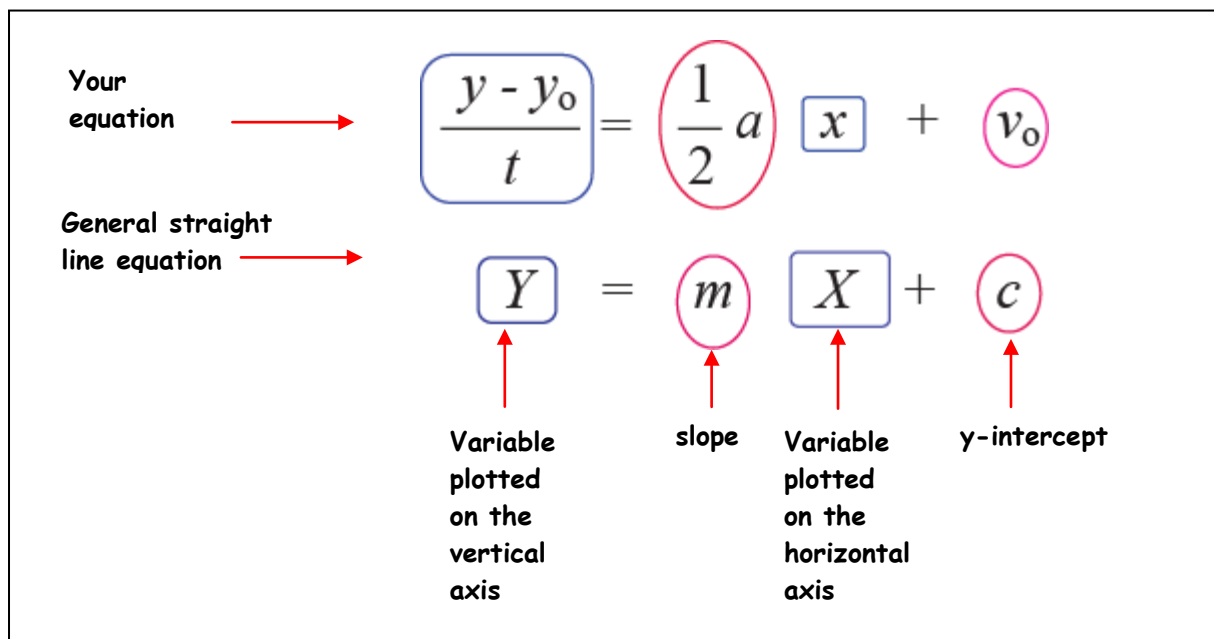 Your
equation
(y - y₀)/t = 1/2 a x + v₀
General straight
line equation
Y = m X + c
Variable
plotted
on the
vertical
axis
slope
Variable
plotted
on the
horizontal
axis
y-intercept